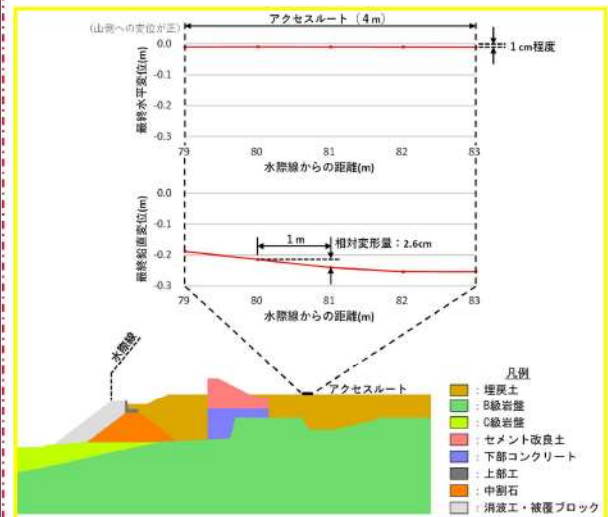 アクセスルート（4m）
(山側への変位が正)
0.0
-0.1
-0.2
-0.3
最終水平変位(m)
1cm程度
79 80 81 82 83
水際線からの距離(m)
0.0
-0.1
-0.2
-0.3
最終鉛直変位(m)
1m
相対変形量：2.6cm
79 80 81 82 83
水際線からの距離(m)
水際線
アクセスルート
凡例
：埋戻土
：B級岩盤
：C級岩盤
：セメント改良土
：下部コンクリート
：上部工
：中割石
：消波工・被覆ブロック